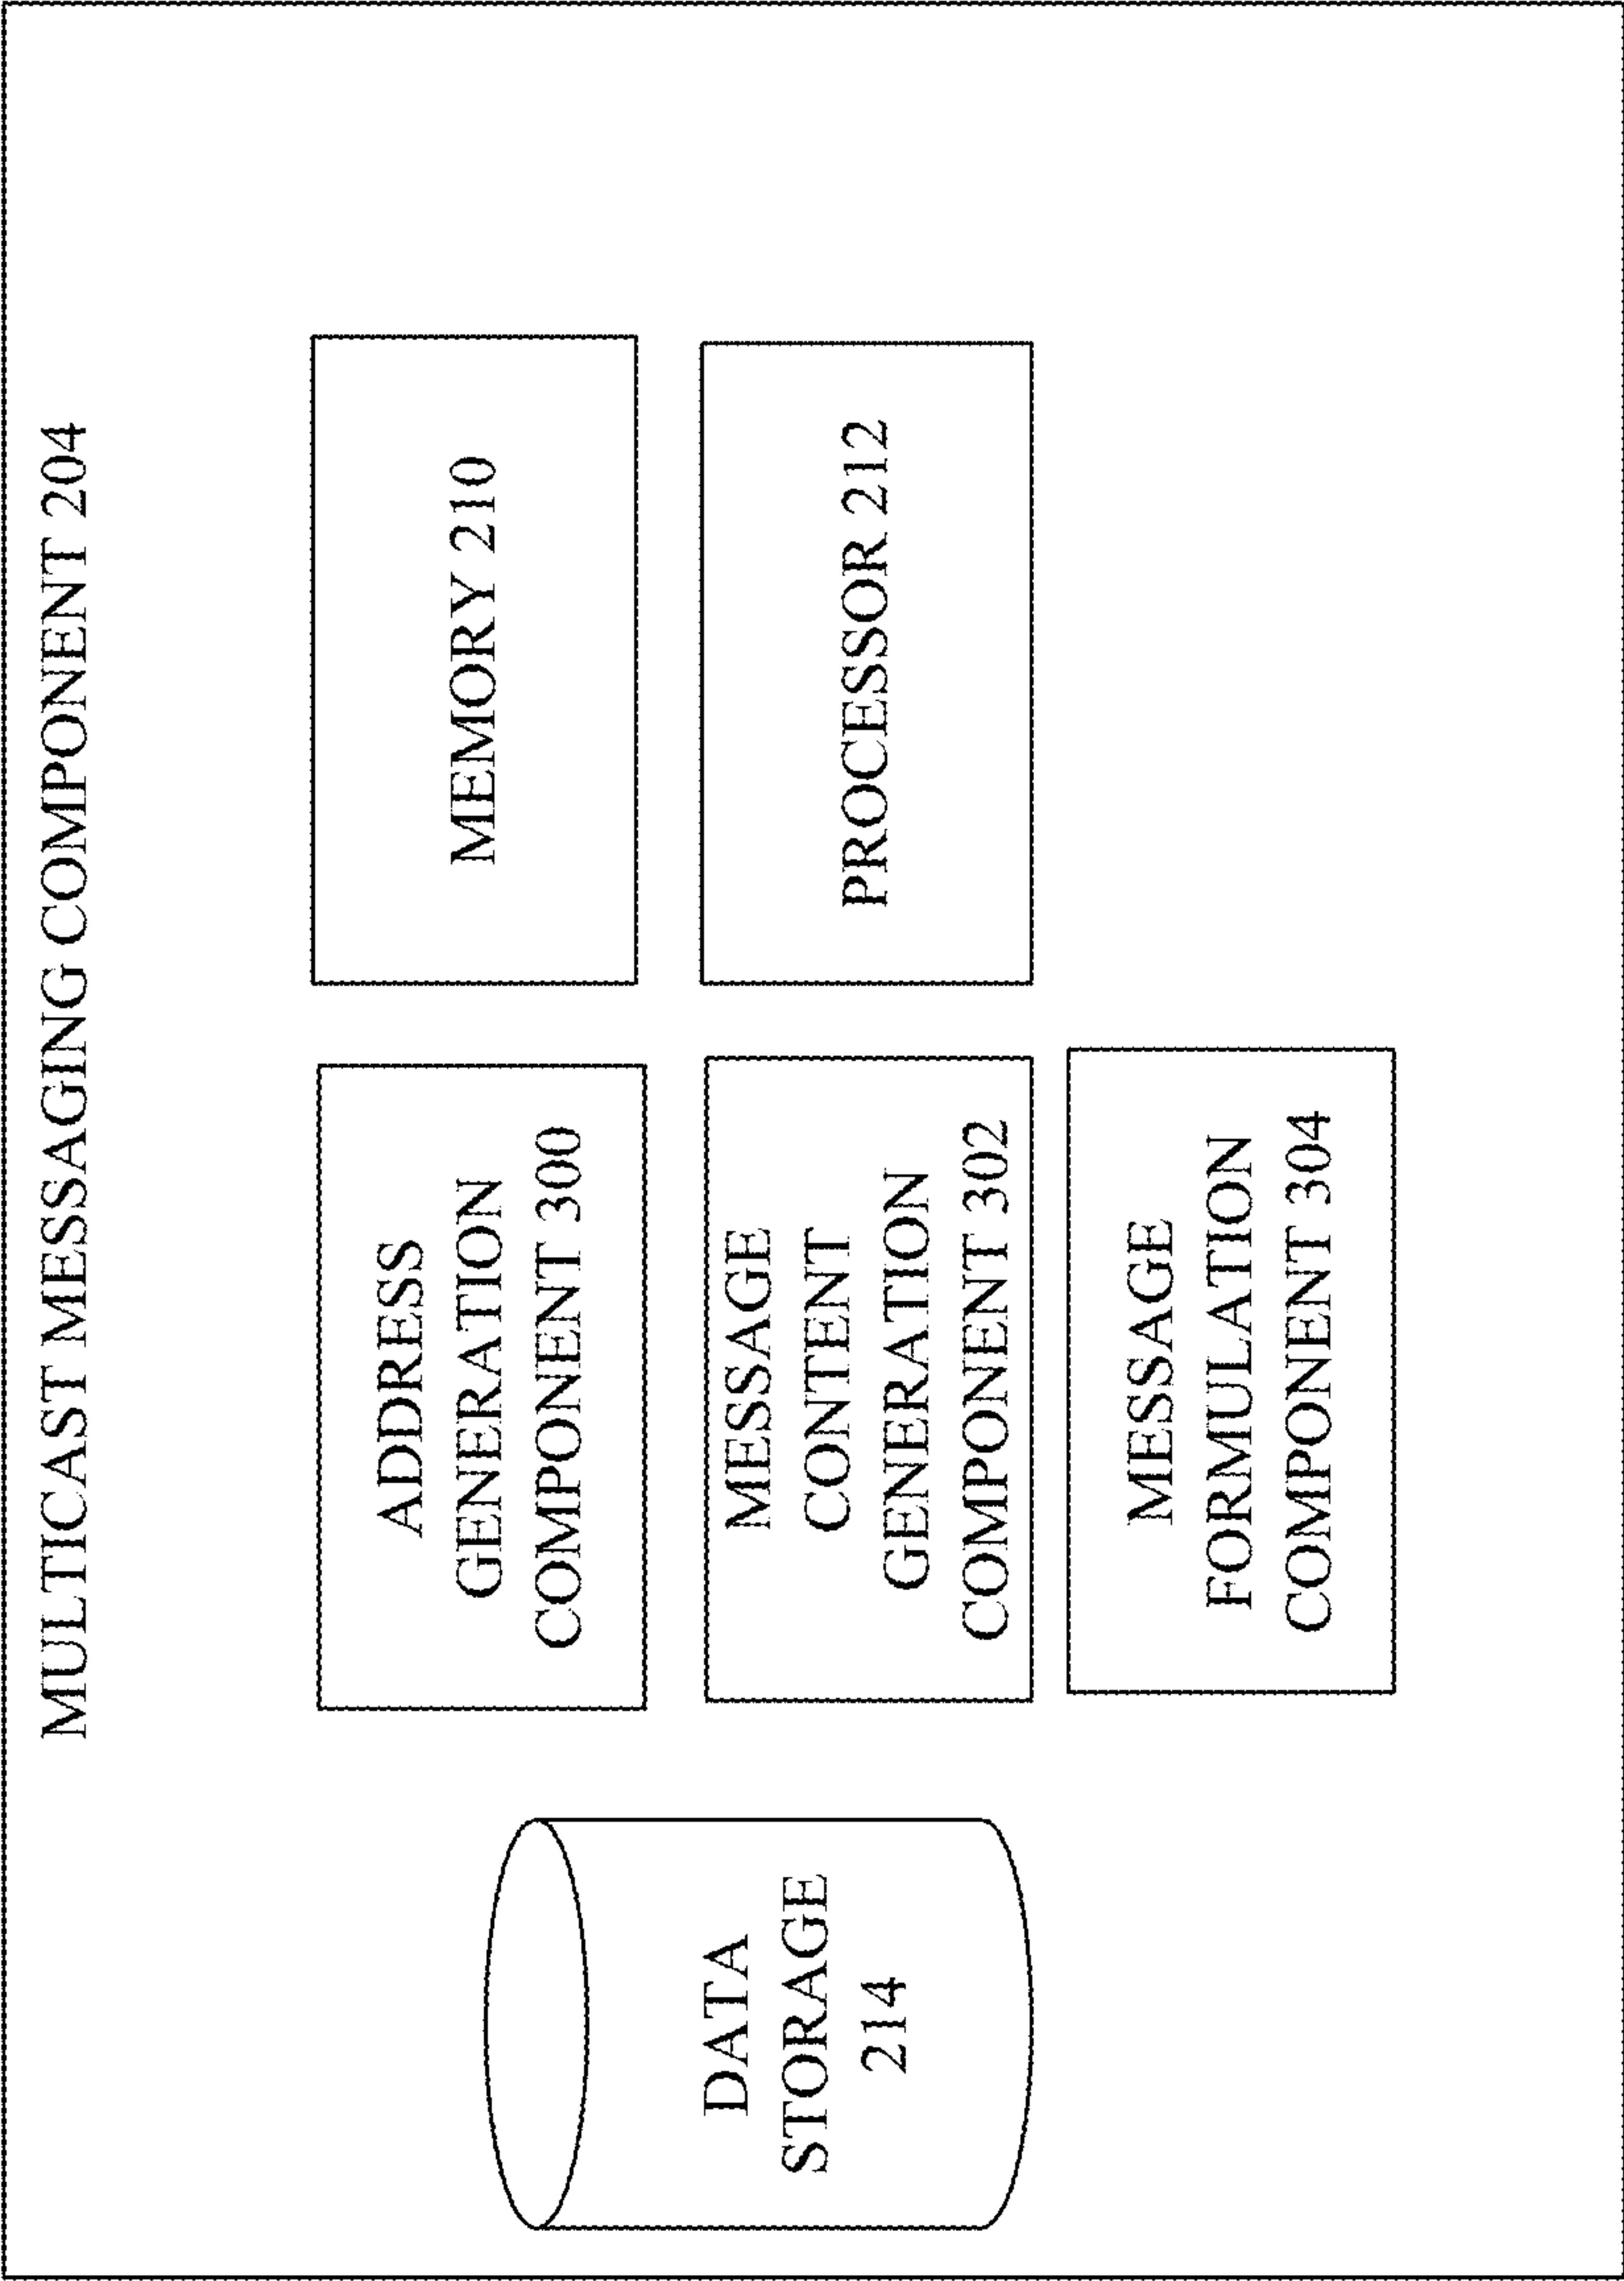 MULTICAST MESSAGING COMPONENT 204
DATA
STORAGE
214
ADDRESS
GENERATION
COMPONENT 300
MESSAGE
CONTENT
GENERATION
COMPONENT 302
MESSAGE
FORMULATION
COMPONENT 304
MEMORY 210
PROCESSOR 212